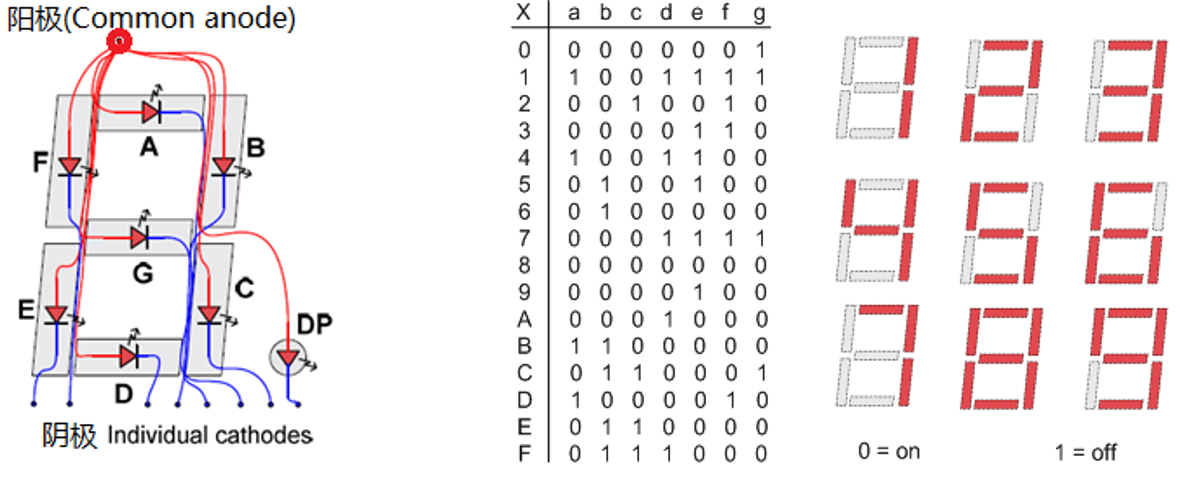 阳极(Common anode)
A
F
B
G
E
C
DP
D
阴极 Individual cathodes
X a b c d e f g
0 0 0 0 0 0 0 1
1 1 0 0 1 1 1 1
2 0 0 1 0 0 1 0
3 0 0 0 0 1 1 0
4 1 0 0 1 1 0 0
5 0 1 0 0 1 0 0
6 0 1 0 0 0 0 0
7 0 0 0 1 1 1 1
8 0 0 0 0 0 0 0
9 0 0 0 0 1 0 0
A 0 0 0 1 0 0 0
B 1 1 0 0 0 0 0
C 0 1 1 0 0 0 1
D 1 0 0 0 0 1 0
E 0 1 1 0 0 0 0
F 0 1 1 1 0 0 0
0 = on 1 = off